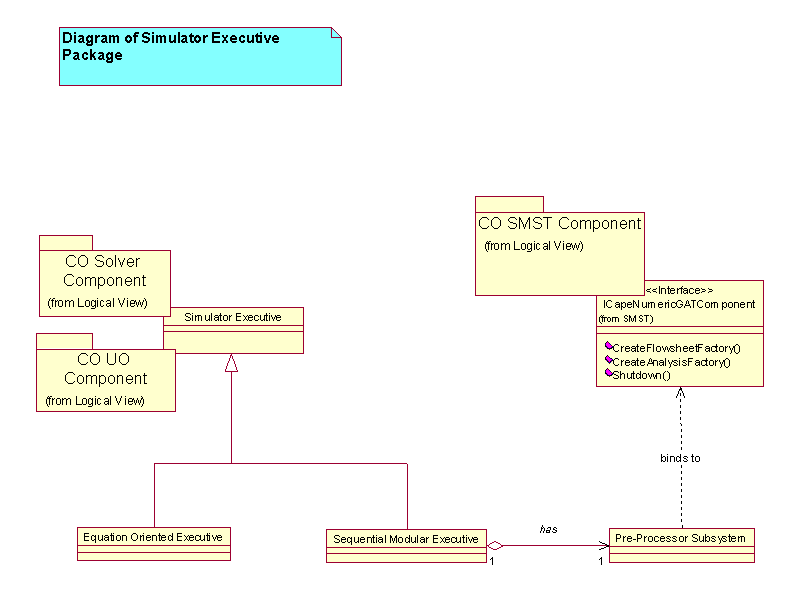 Diagram of Simulator Executive
Package
CO SMST Component
(from Logical View)
CO Solver
Component
(from Logical View)
<<Interface>>
ICapeNumericGATComponent
(from SMST)
CreateFlowsheetFactory()
CreateAnalysisFactory()
Shutdown()
Simulator Executive
CO UO
Component
(from Logical View)
binds to
Equation Oriented Executive
Sequential Modular Executive
has
1
1
Pre-Processor Subsystem